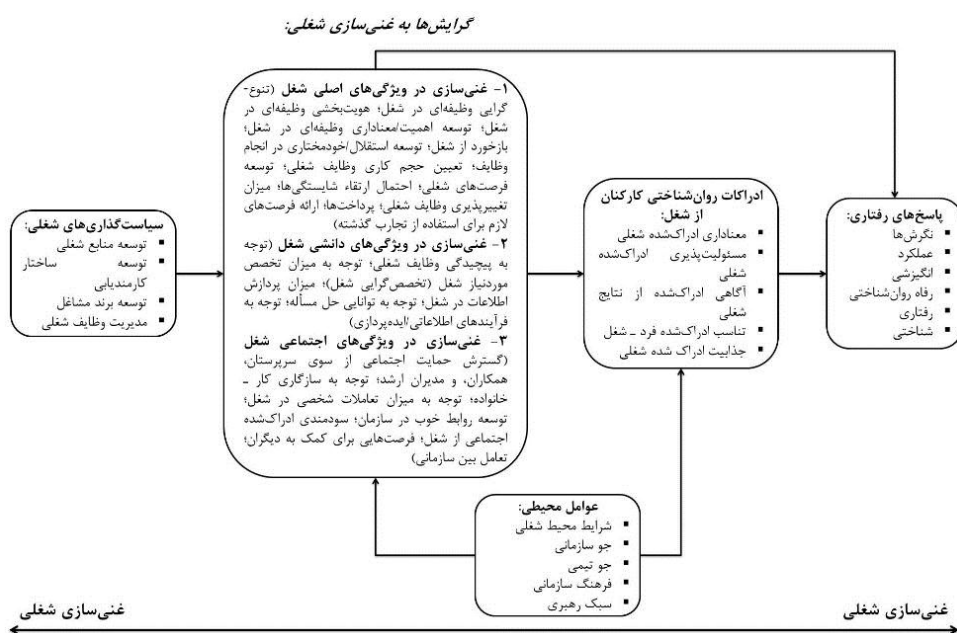 گرایش‌ها به غنی‌سازی شغلی:
۱- غنی‌سازی در ویژگی‌های اصلی شغل (تنوع-
گرایی وظیفه‌ای در شغل؛ هویت‌بخشی وظیفه‌ای در
شغل؛ توسعه اهمیت/معناداری وظیفه‌ای در شغل؛
بازخورد از شغل؛ توسعه استقلال/خودمختاری در انجام
وظایف؛ تعیین حجم کاری وظایف شغلی؛ توسعه
فرصت‌های شغلی؛ احتمال ارتقاء شایستگی‌ها؛ میزان
تغییرپذیری وظایف شغلی؛ پرداخت‌ها؛ ارائه فرصت‌های
لازم برای استفاده از تجارب گذشته)
۲- غنی‌سازی در ویژگی‌های دانشی شغل (توجه
به پیچیدگی وظایف شغلی؛ توجه به میزان تخصص
موردنیاز شغل (تخصص‌گرایی شغل)؛ میزان پردازش
اطلاعات در شغل؛ توجه به توانایی حل مسأله؛ توجه به
فرآیندهای اطلاعاتی/ایده‌پردازی)
۳- غنی‌سازی در ویژگی‌های اجتماعی شغل
(گسترش حمایت اجتماعی از سوی سرپرستان،
همکاران، و مدیران ارشد؛ توجه به سازگاری کار ـ
خانواده؛ توجه به میزان تعاملات شخصی در شغل؛
توسعه روابط خوب در سازمان؛ سودمندی ادراک‌شده
اجتماعی از شغل؛ فرصت‌هایی برای کمک به دیگران؛
تعامل بین سازمانی)
سیاست‌گذاری‌های شغلی:
▪ توسعه منابع شغلی
▪ توسعه ساختار
کارمندیابی
▪ توسعه برند مشاغل
▪ مدیریت وظایف شغلی
ادراکات روان‌شناختی کارکنان
از شغل:
▪ معناداری ادراک‌شده شغلی
▪ مسئولیت‌پذیری ادراک‌شده
شغلی
▪ آگاهی ادراک‌شده از نتایج
شغلی
▪ تناسب ادراک‌شده فرد ـ شغل
▪ جذابیت ادراک شده شغلی
پاسخ‌های رفتاری:
▪ نگرش‌ها
▪ عملکرد
▪ انگیزشی
▪ رفاه روان‌شناختی
▪ رفتاری
▪ شناختی
عوامل محیطی:
▪ شرایط محیط شغلی
▪ جو سازمانی
▪ جو تیمی
▪ فرهنگ سازمانی
▪ سبک رهبری
غنی‌سازی شغلی
غنی‌سازی شغلی